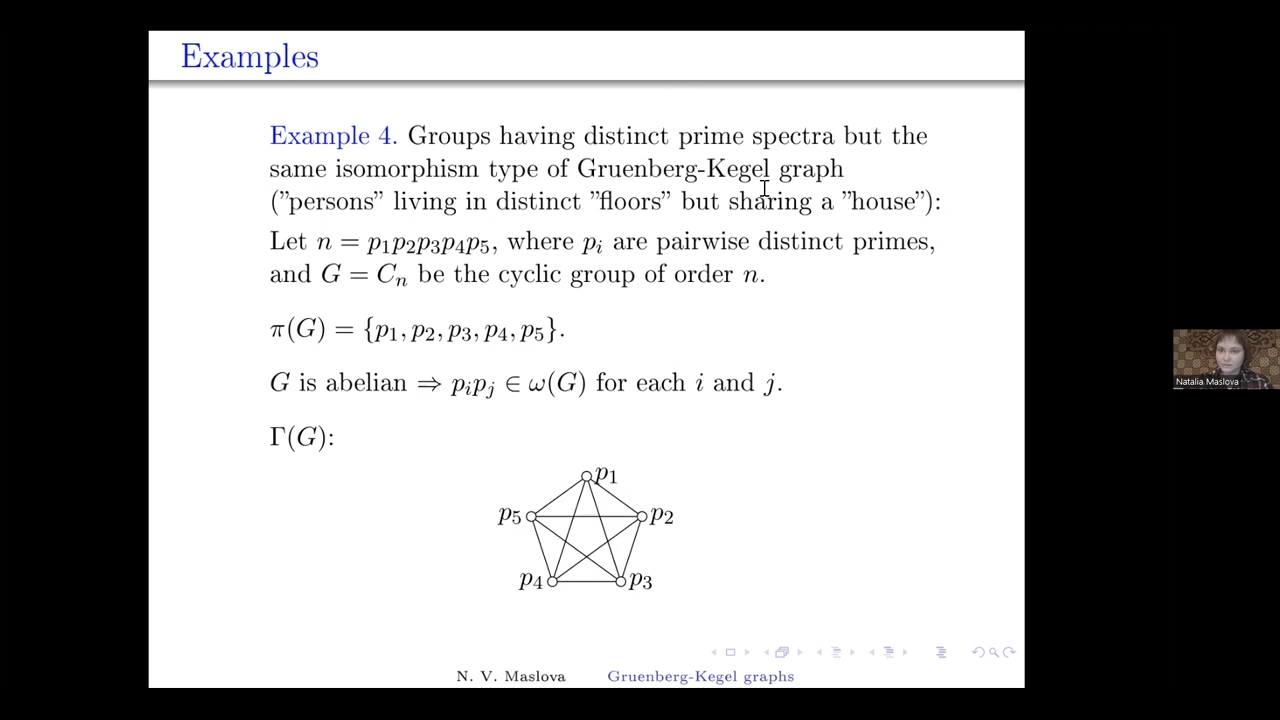 Examples
Example 4. Groups having distinct prime spectra but the
same isomorphism type of Gruenberg-Kegel graph
("persons" living in distinct "floors" but sharing a "house"):
Let n = p₁p₂p₃p₄p₅, where pᵢ are pairwise distinct primes,
and G = Cₙ be the cyclic group of order n.
π(G) = {p₁, p₂, p₃, p₄, p₅}.
G is abelian ⇒ pᵢpⱼ ∈ ω(G) for each i and j.
Γ(G):
p₁
p₅
p₂
p₄
p₃
N. V. Maslova
Gruenberg-Kegel graphs
Natalia Maslova